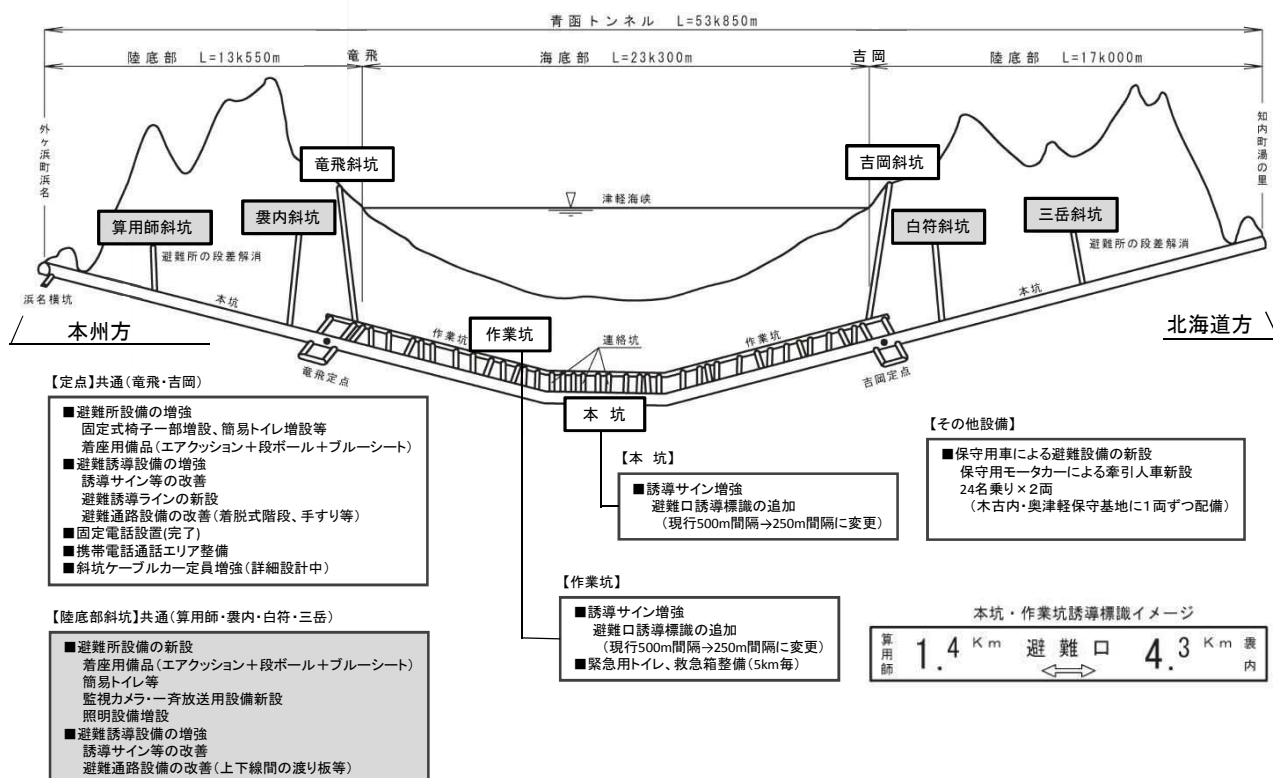 青函トンネル L=53k850m
陸底部 L=13k550m
竜飛
海底部 L=23k300m
吉岡
陸底部 L=17k000m
外ヶ浜町浜名
知内町湯の里
竜飛斜坑
吉岡斜坑
津軽海峡
算用師斜坑
袰内斜坑
白符斜坑
三岳斜坑
避難所の段差解消
避難所の段差解消
浜名横坑
本坑
本坑
本州方
北海道方
作業坑
作業坑
作業坑
連絡坑
竜飛定点
吉岡定点
本 坑
【定点】共通(竜飛・吉岡)
■避難所設備の増強
固定式椅子一部増設、簡易トイレ増設等
着座用備品(エアクッション+段ボール+ブルーシート)
■避難誘導設備の増強
誘導サイン等の改善
避難誘導ラインの新設
避難通路設備の改善(着脱式階段、手すり等)
■固定電話設置(完了)
■携帯電話通話エリア整備
■斜坑ケーブルカー定員増強(詳細設計中)
【陸底部斜坑】共通(算用師・袰内・白符・三岳)
■避難所設備の新設
着座用備品(エアクッション+段ボール+ブルーシート)
簡易トイレ等
監視カメラ・一斉放送用設備新設
照明設備増設
■避難誘導設備の増強
誘導サイン等の改善
避難通路設備の改善(上下線間の渡り板等)
【本 坑】
■誘導サイン増強
避難口誘導標識の追加
(現行500m間隔→250m間隔に変更)
【作業坑】
■誘導サイン増強
避難口誘導標識の追加
(現行500m間隔→250m間隔に変更)
■緊急用トイレ、救急箱整備(5km毎)
【その他設備】
■保守用車による避難設備の新設
保守用モータカーによる牽引人車新設
24名乗り×2両
(木古内・奥津軽保守基地に1両ずつ配備)
本坑・作業坑誘導標識イメージ
算用師 1.4 Km 避難口 4.3 Km 袰内